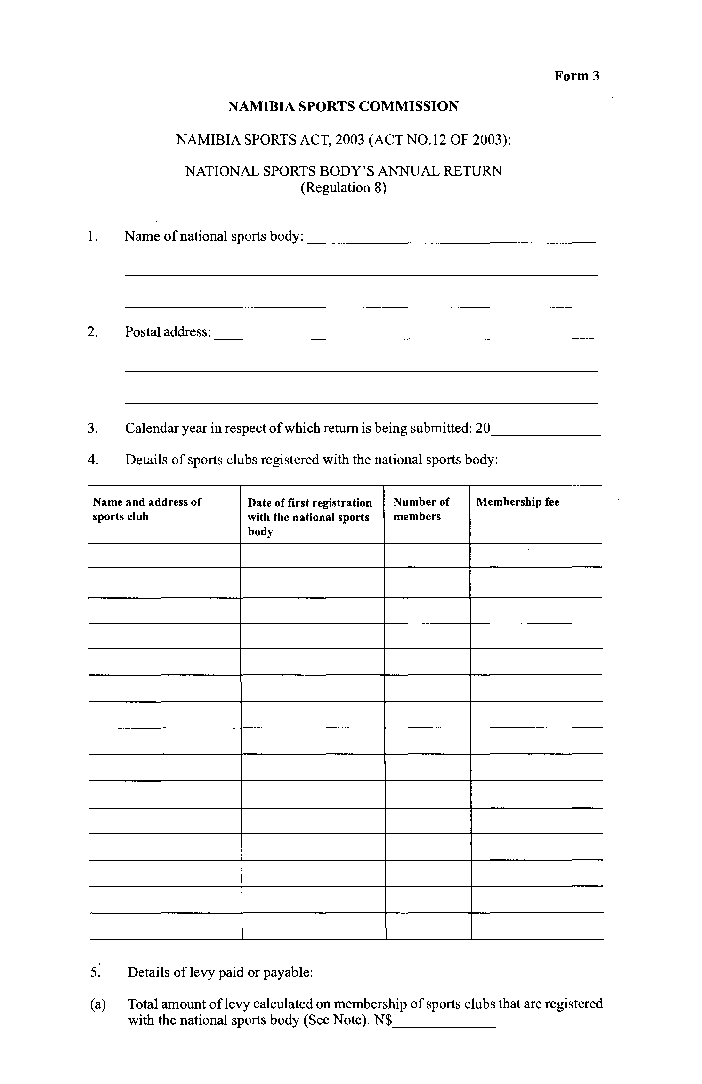 Form 3
NAMIBIA SPORTS COMMISSION
NAMIBIA SPORTS ACT, 2003 (ACT NO.12 OF 2003):
NATIONAL SPORTS BODY'S ANNUAL RETURN
(Regulation 8)
1. Name of national sports body:
2. Postal address:
3. Calendar year in respect of which return is being submitted: 20
4. Details of sports clubs registered with the national sports body:
Name and address of
sports club
Date of first registration
with the national sports
body
Number of
members
Membership fee
5. Details of levy paid or payable:
(a) Total amount of levy calculated on membership of sports clubs that are registered
with the national sports body (See Note). N$